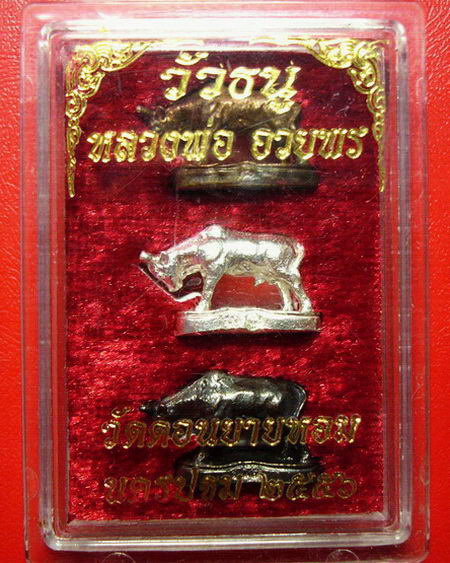 วัวธนู
หลวงพ่อ อวยพร
วัดดอนยายหอม
นครปฐม ๒๕๕๖